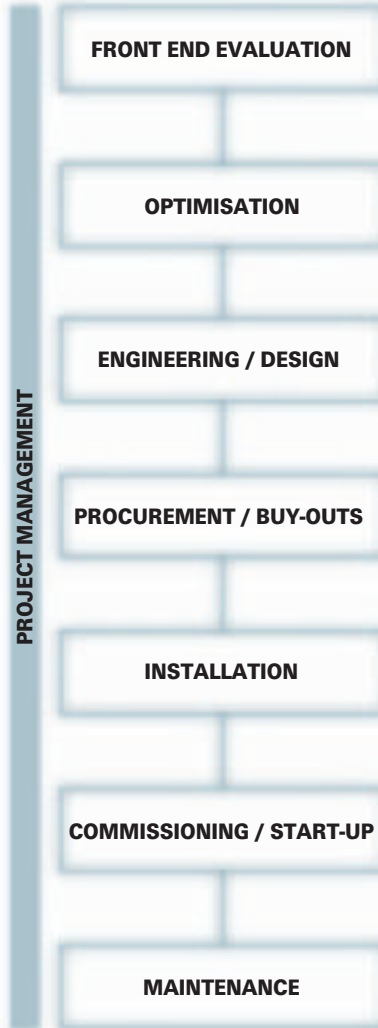 PROJECT MANAGEMENT
FRONT END EVALUATION
OPTIMISATION
ENGINEERING / DESIGN
PROCUREMENT / BUY-OUTS
INSTALLATION
COMMISSIONING / START-UP
MAINTENANCE